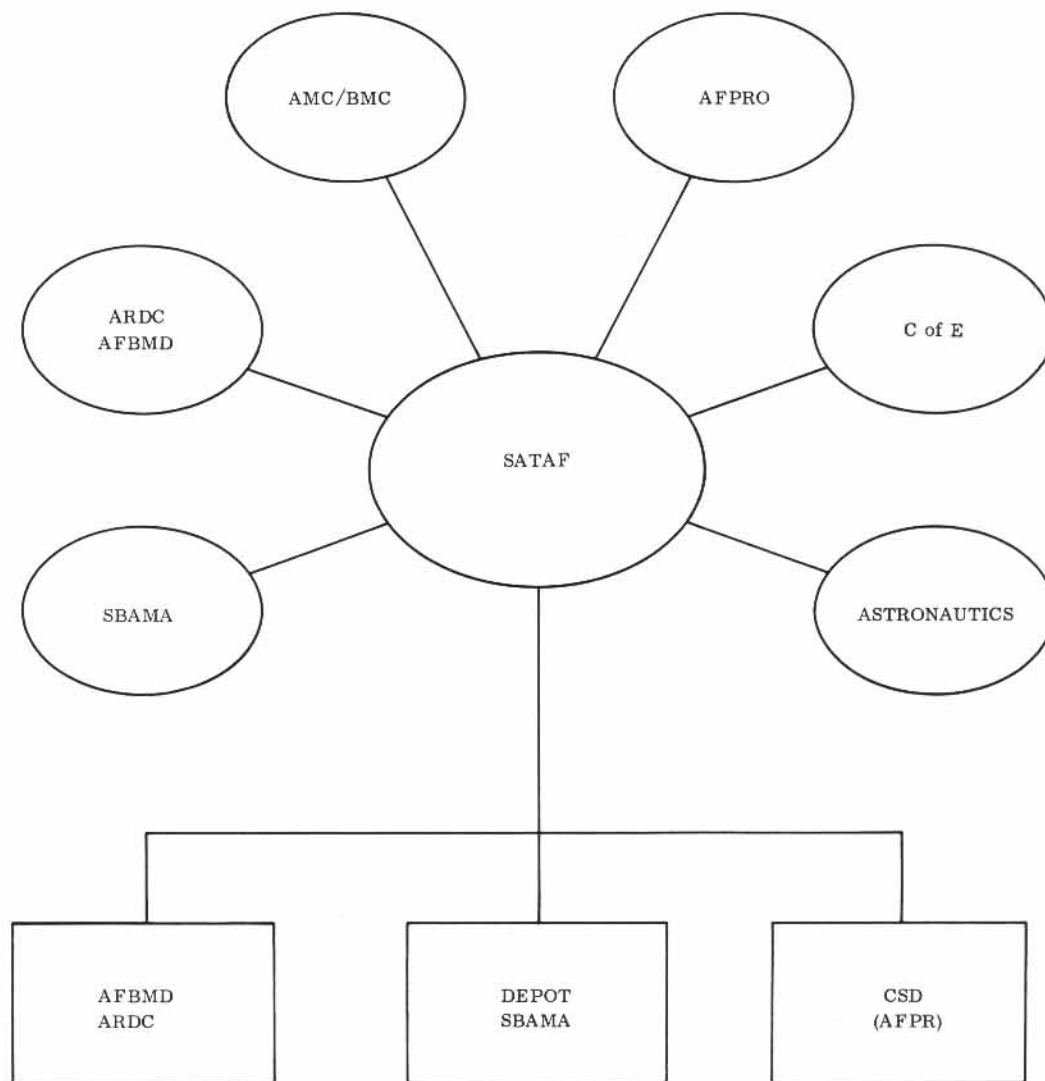 AMC/BMC
AFPRO
ARDC
AFBMD
C of E
SATAF
SBAMA
ASTRONAUTICS
AFBMD
ARDC
DEPOT
SBAMA
CSD
(AFPR)